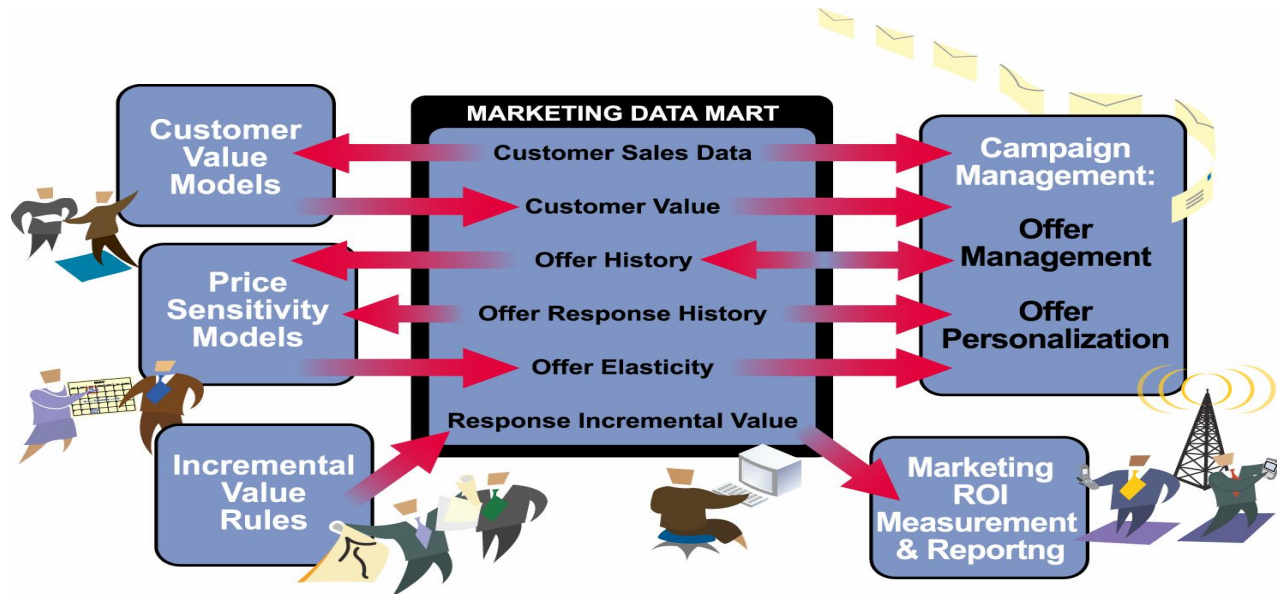 Customer
Value
Models
Price
Sensitivity
Models
Incremental
Value
Rules
MARKETING DATA MART
Customer Sales Data
Customer Value
Offer History
Offer Response History
Offer Elasticity
Response Incremental Value
Campaign
Management:
Offer
Management
Offer
Personalization
Marketing
ROI
Measurement
& Reportng